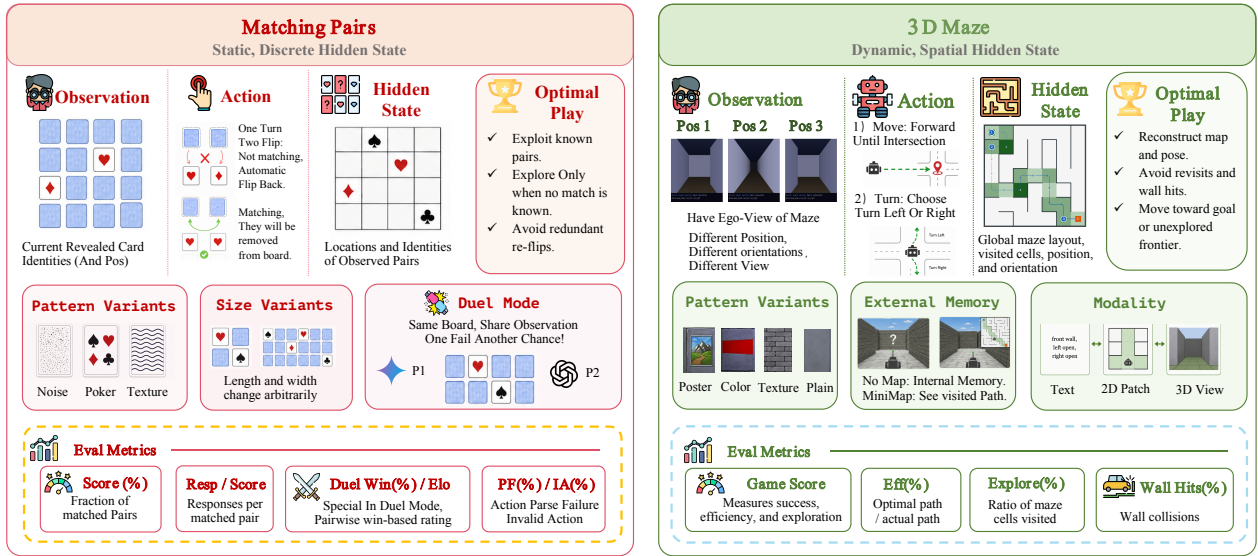 Matching Pairs
Static, Discrete Hidden State
Observation
Current Revealed Card
Identities (And Pos)
Action
One Turn
Two Flip:
Not matching,
Automatic
Flip Back.
Matching,
They will be
removed
from board.
Hidden
State
Locations and Identities
of Observed Pairs
Optimal
Play
✓ Exploit known
pairs.
✓ Explore Only
when no match is
known.
✓ Avoid redundant
re-flips.
Pattern Variants
Noise
Poker
Texture
Size Variants
Length and width
change arbitrarily
Duel Mode
Same Board, Share Observation
One Fail Another Chance!
P1
P2
Eval Metrics
Score (%)
Fraction of
matched Pairs
Resp / Score
Responses per
matched pair
Duel Win(%) / Elo
Special In Duel Mode,
Pairwise win-based rating
PF(%) / IA(%)
Action Parse Failure
Invalid Action
3D Maze
Dynamic, Spatial Hidden State
Observation
Pos 1
Pos 2
Pos 3
Have Ego-View of Maze
Different Position,
Different orientations,
Different View
Action
1) Move: Forward
Until Intersection
2) Turn: Choose
Turn Left Or Right
Turn Left
Turn Right
Hidden
State
Global maze layout,
visited cells, position,
and orientation
Optimal
Play
✓ Reconstruct map
and pose.
✓ Avoid revisits and
wall hits.
✓ Move toward goal
or unexplored
frontier.
Pattern Variants
Poster
Color
Texture
Plain
External Memory
?
No Map: Internal Memory.
MiniMap: See visited Path.
Modality
front wall,
left open,
right open
Text
2D Patch
3D View
Eval Metrics
Game Score
Measures success,
efficiency, and exploration
Eff(%)
Optimal path
/ actual path
Explore(%)
Ratio of maze
cells visited
Wall Hits(%)
Wall collisions